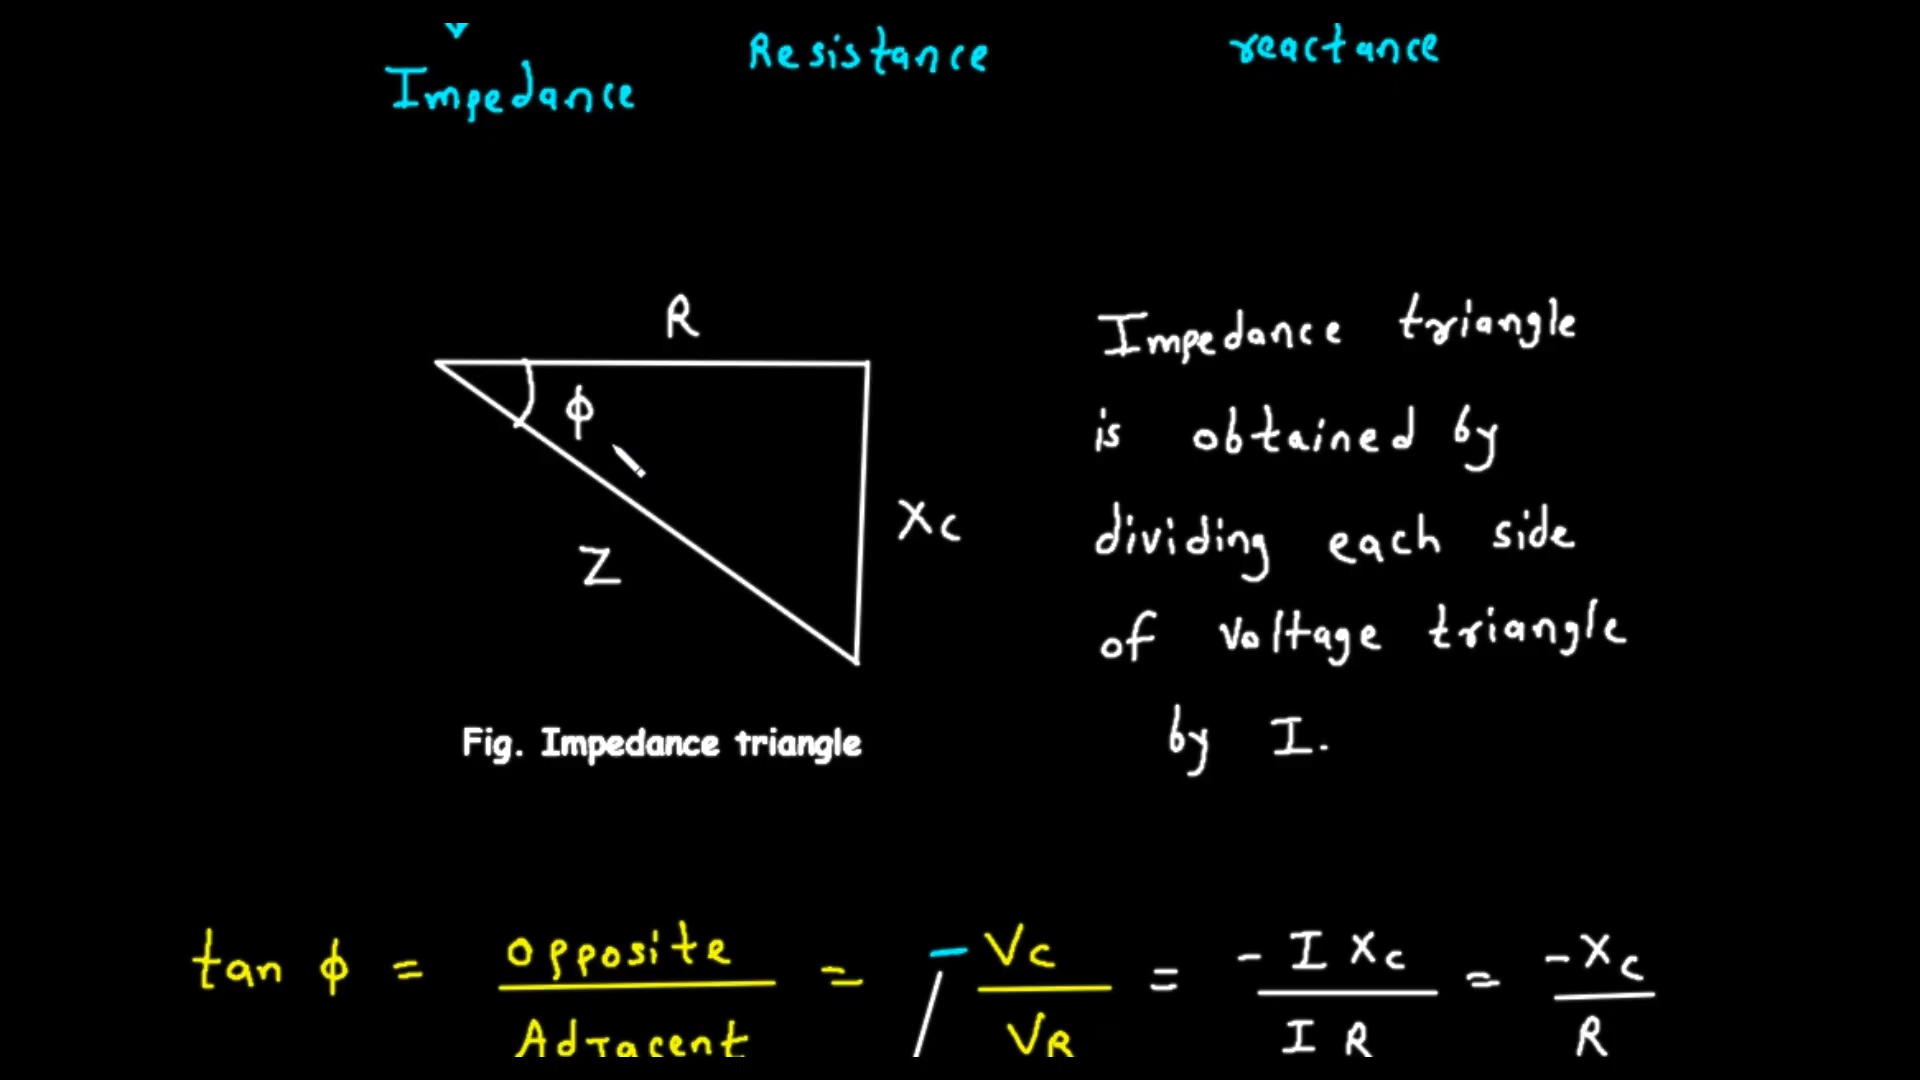 Impedance Resistance reactance
R
Φ
Xc
Z
Fig. Impedance triangle
Impedance triangle
is obtained by
dividing each side
of voltage triangle
by I.
tan Φ = opposite / Adjacent = - Vc / VR = - I Xc / I R = - Xc / R